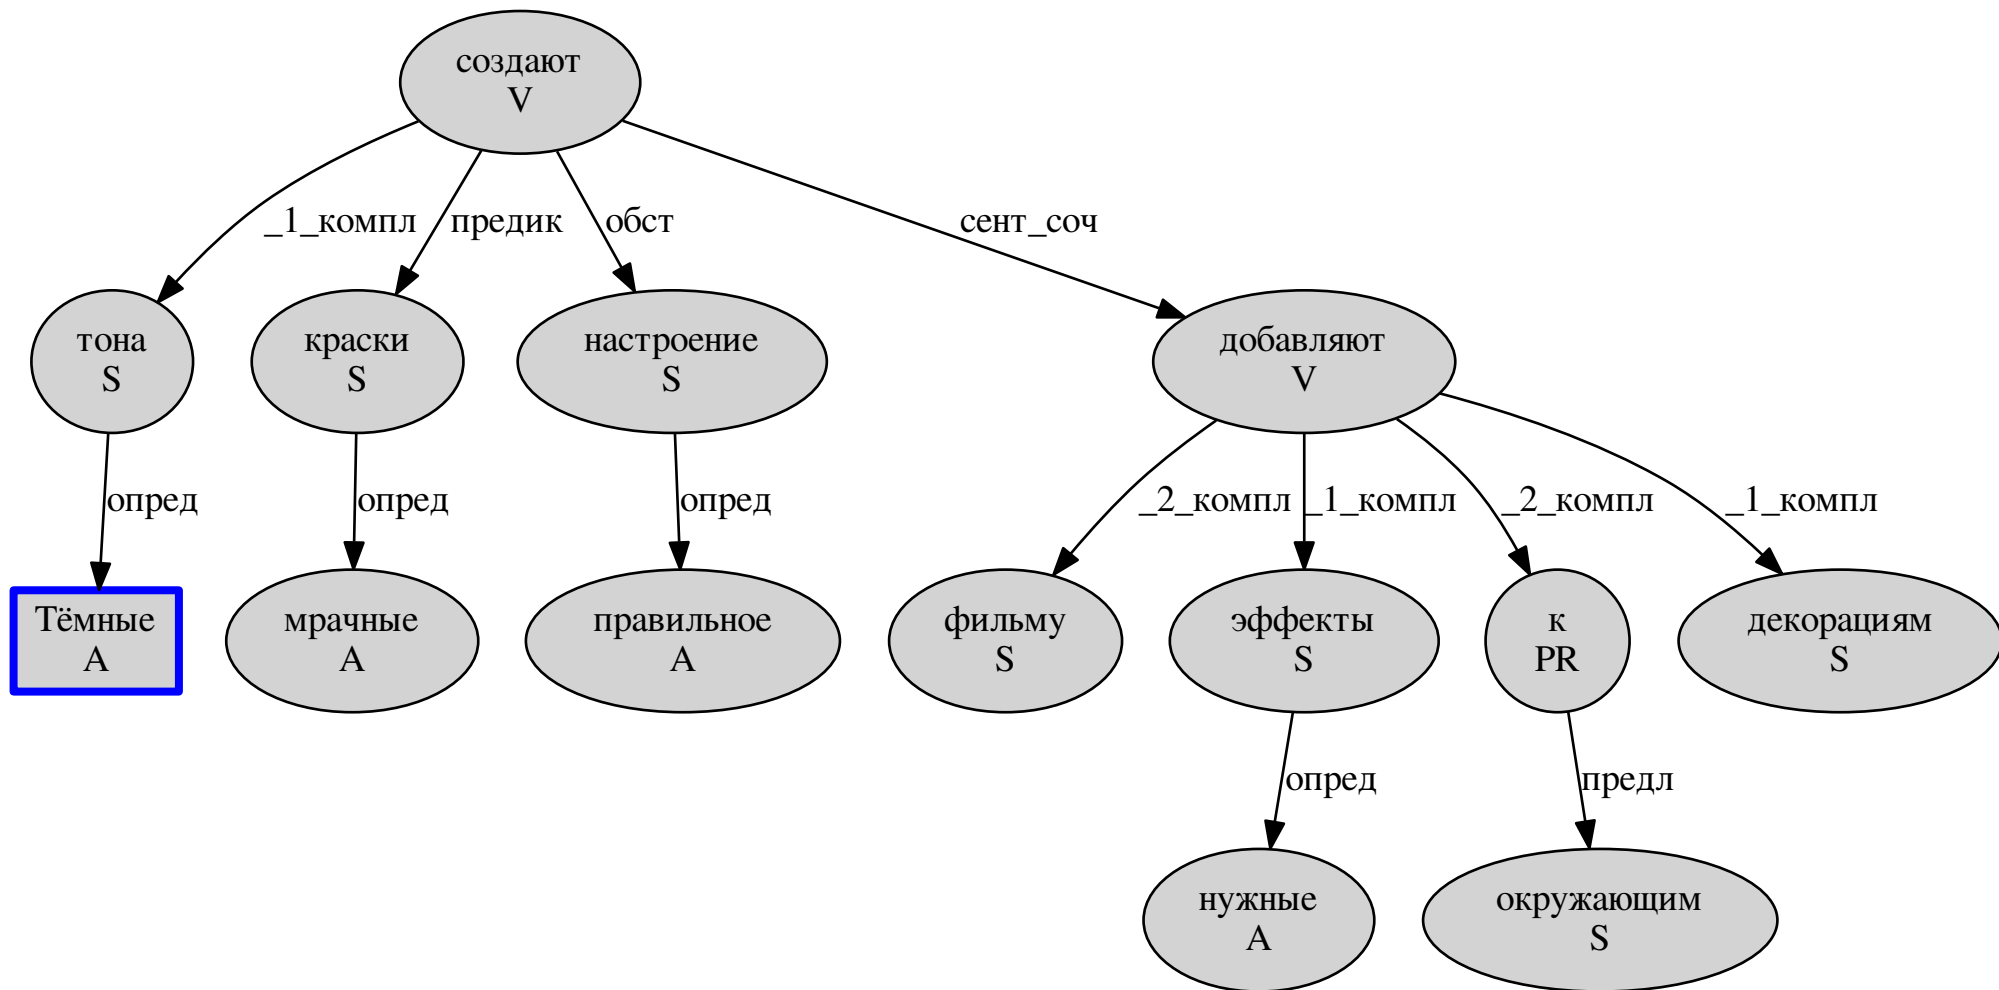 создают
V
_1_компл
предик
обст
сент_соч
тона
S
краски
S
настроение
S
добавляют
V
опред
опред
опред
_2_компл
_1_компл
_2_компл
_1_компл
Тёмные
A
мрачные
A
правильное
A
фильму
S
эффекты
S
к
PR
декорациям
S
опред
предл
нужные
A
окружающим
S